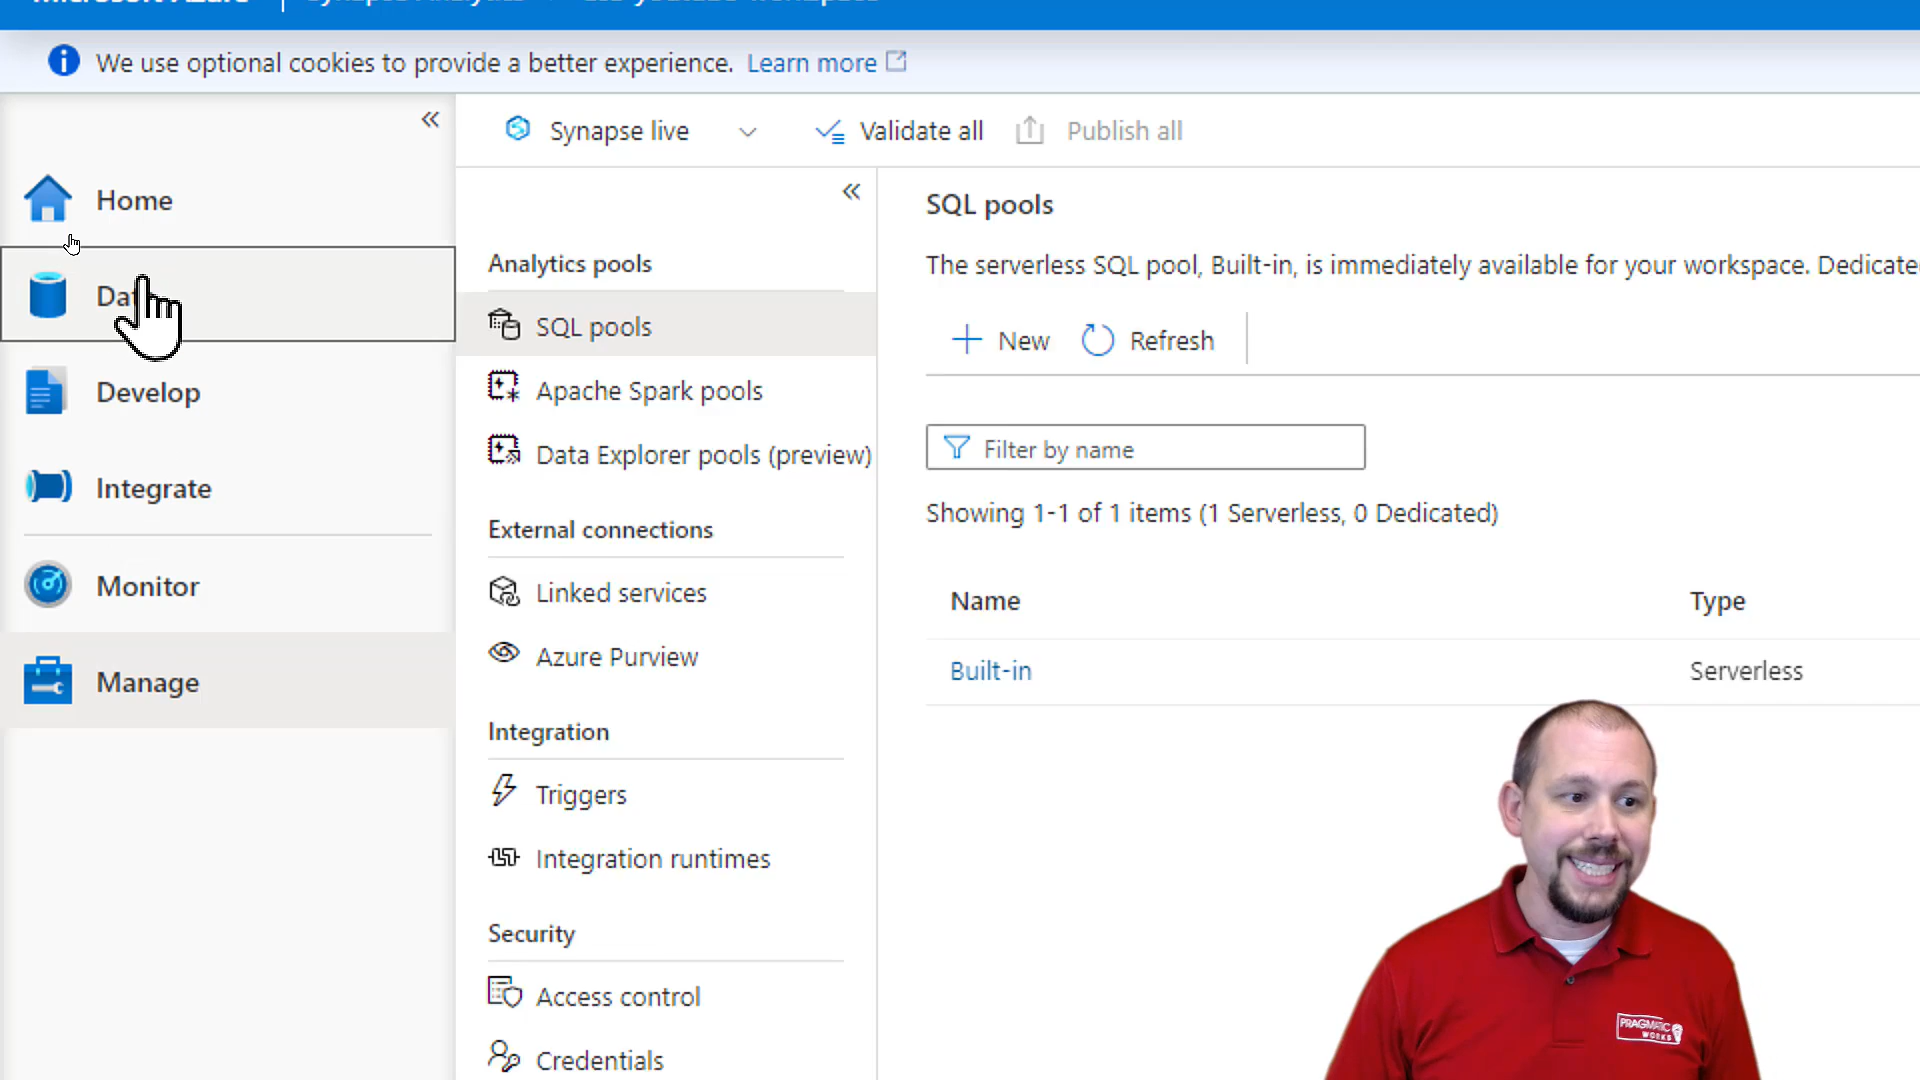 We use optional cookies to provide a better experience. Learn more
Synapse live
Validate all
Publish all
Home
Develop
Integrate
Monitor
Manage
Analytics pools
SQL pools
Apache Spark pools
Data Explorer pools (preview)
External connections
Linked services
Azure Purview
Integration
Triggers
Integration runtimes
Security
Access control
Credentials
SQL pools
The serverless SQL pool, Built-in, is immediately available for your workspace.
New
Refresh
Filter by name
Showing 1-1 of 1 items (1 Serverless, 0 Dedicated)
Name Type
Built-in Serverless
PRAGMATIC
WORKS